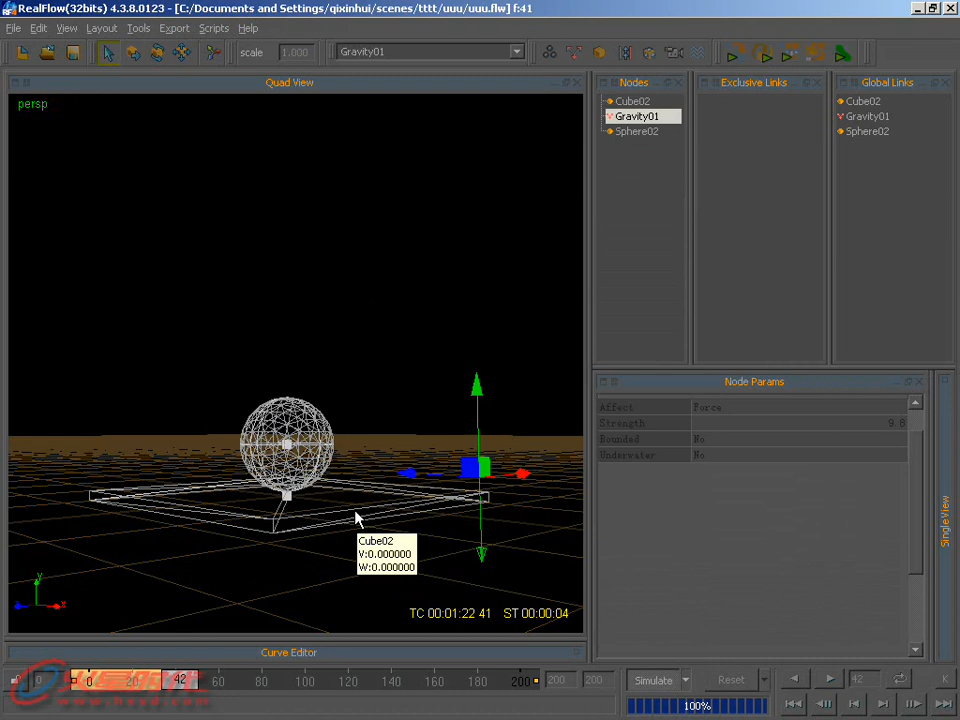 RealFlow(32bits) 4.3.8.0123 - [C:/Documents and Settings/qixinhui/scenes/tttt/uuu/uuu.flw] f:41
File Edit View Layout Tools Export Scripts Help
scale 1.000 Gravity01
Quad View
persp
Nodes
Cube02
Gravity01
Sphere02
Exclusive Links
Global Links
Cube02
Gravity01
Sphere02
Node Params
Affect Force
Strength 9.8
Bounded No
Underwater No
Cube02
V:0.000000
W:0.000000
y
x
TC 00:01:22 41 ST 00:00:04
SingleView
Curve Editor
0 0 20 42 60 80 100 120 140 160 180 200 200 200
Simulate Reset 42 K
100%